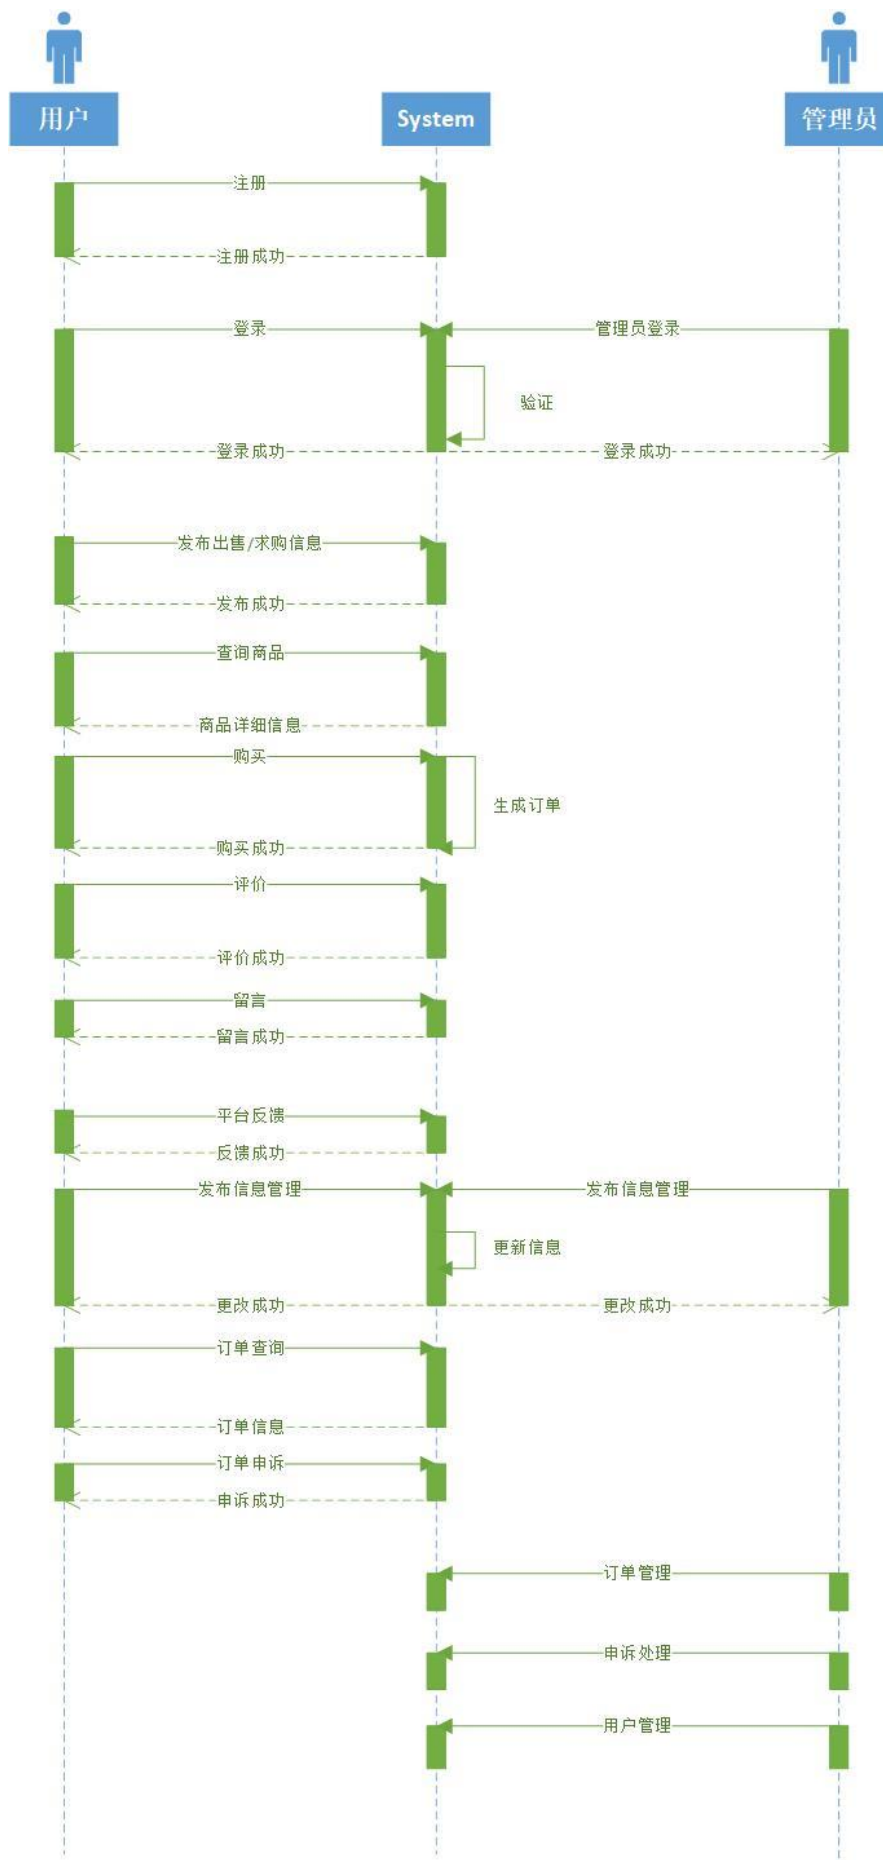 用户
System
管理员
注册
注册成功
登录
管理员登录
验证
登录成功
登录成功
发布出售/求购信息
发布成功
查询商品
商品详细信息
购买
生成订单
购买成功
评价
评价成功
留言
留言成功
平台反馈
反馈成功
发布信息管理
发布信息管理
更新信息
更改成功
更改成功
订单查询
订单信息
订单申诉
申诉成功
订单管理
申诉处理
用户管理